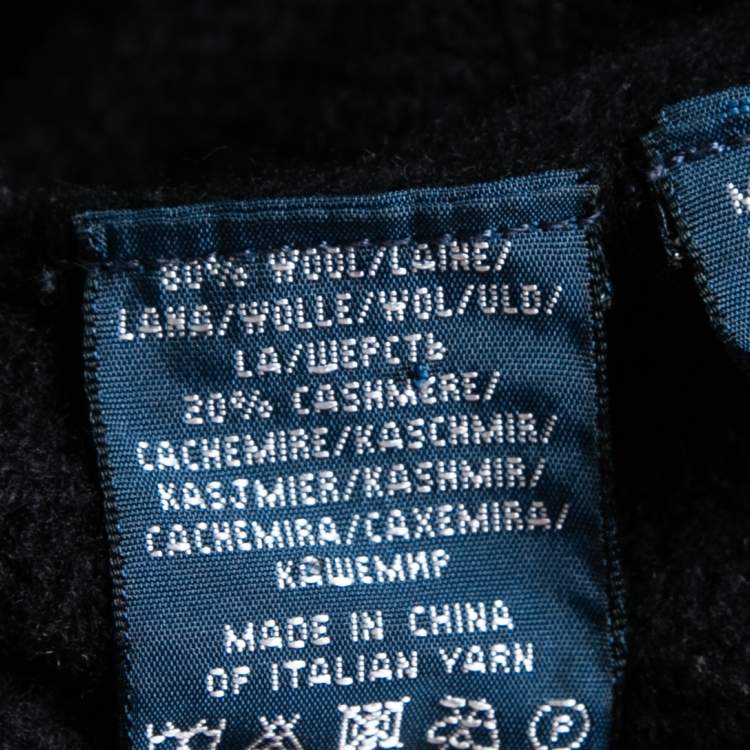 80% WOOL/LAINE/
LANA/WOLLE/WOL/ULD/
LA/ШЕРСТЬ
20% CASHMERE/
CACHEMIRE/KASCHMIR/
KASJMIER/KASHMIR/
CACHEMIRA/CAXEMIRA/
КАШЕМИР
MADE IN CHINA
OF ITALIAN YARN
P